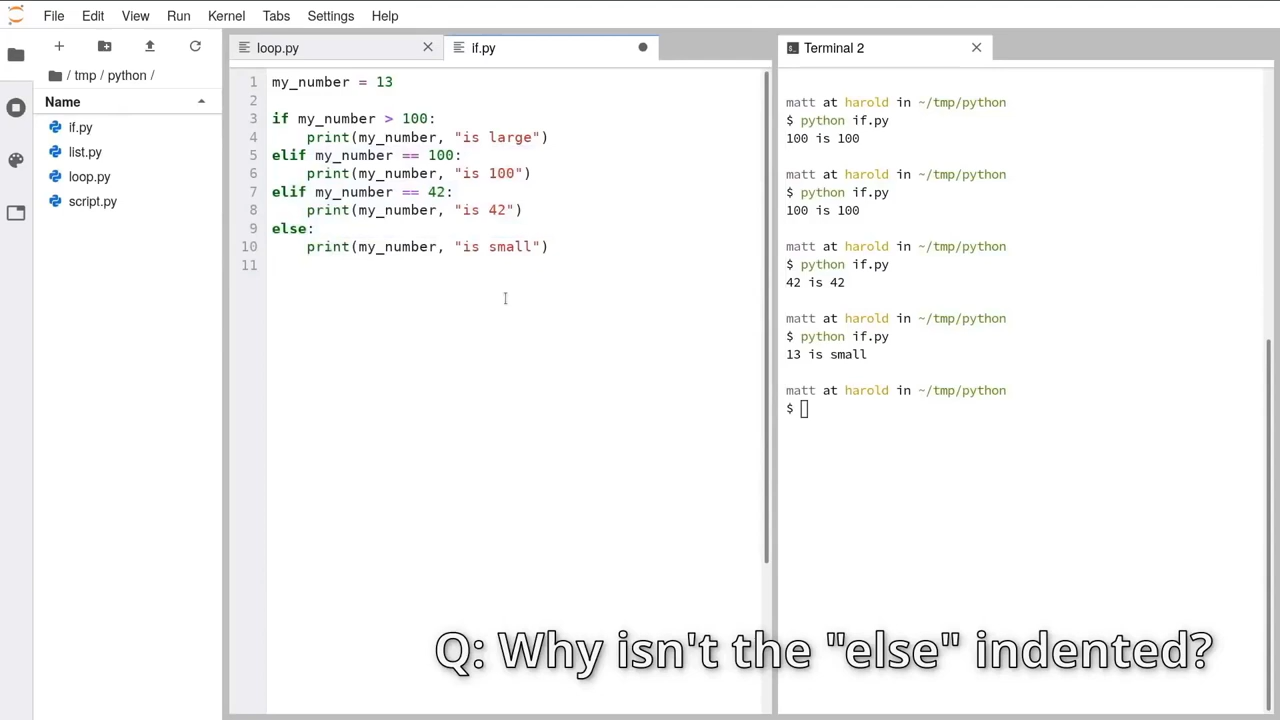 File Edit View Run Kernel Tabs Settings Help
/ tmp / python /
Name
if.py
list.py
loop.py
script.py
loop.py
if.py
1 my_number = 13
2
3 if my_number > 100:
4     print(my_number, "is large")
5 elif my_number == 100:
6     print(my_number, "is 100")
7 elif my_number == 42:
8     print(my_number, "is 42")
9 else:
10     print(my_number, "is small")
11
Terminal 2
matt at harold in ~/tmp/python
$ python if.py
100 is 100
matt at harold in ~/tmp/python
$ python if.py
100 is 100
matt at harold in ~/tmp/python
$ python if.py
42 is 42
matt at harold in ~/tmp/python
$ python if.py
13 is small
matt at harold in ~/tmp/python
$
Q: Why isn't the "else" indented?